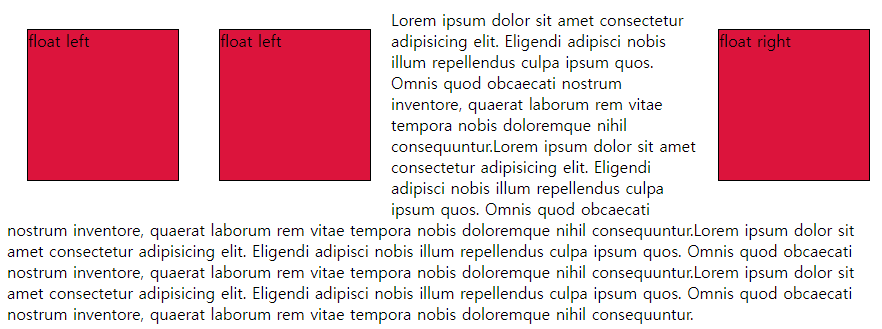 float left
float left
Lorem ipsum dolor sit amet consectetur
adipisicing elit. Eligendi adipisci nobis
illum repellendus culpa ipsum quos.
Omnis quod obcaecati nostrum
inventore, quaerat laborum rem vitae
tempora nobis doloremque nihil
consequuntur.Lorem ipsum dolor sit amet
consectetur adipisicing elit. Eligendi
adipisci nobis illum repellendus culpa
ipsum quos. Omnis quod obcaecati
float right
nostrum inventore, quaerat laborum rem vitae tempora nobis doloremque nihil consequuntur.Lorem ipsum dolor sit
amet consectetur adipisicing elit. Eligendi adipisci nobis illum repellendus culpa ipsum quos. Omnis quod obcaecati
nostrum inventore, quaerat laborum rem vitae tempora nobis doloremque nihil consequuntur.Lorem ipsum dolor sit
amet consectetur adipisicing elit. Eligendi adipisci nobis illum repellendus culpa ipsum quos. Omnis quod obcaecati
nostrum inventore, quaerat laborum rem vitae tempora nobis doloremque nihil consequuntur.